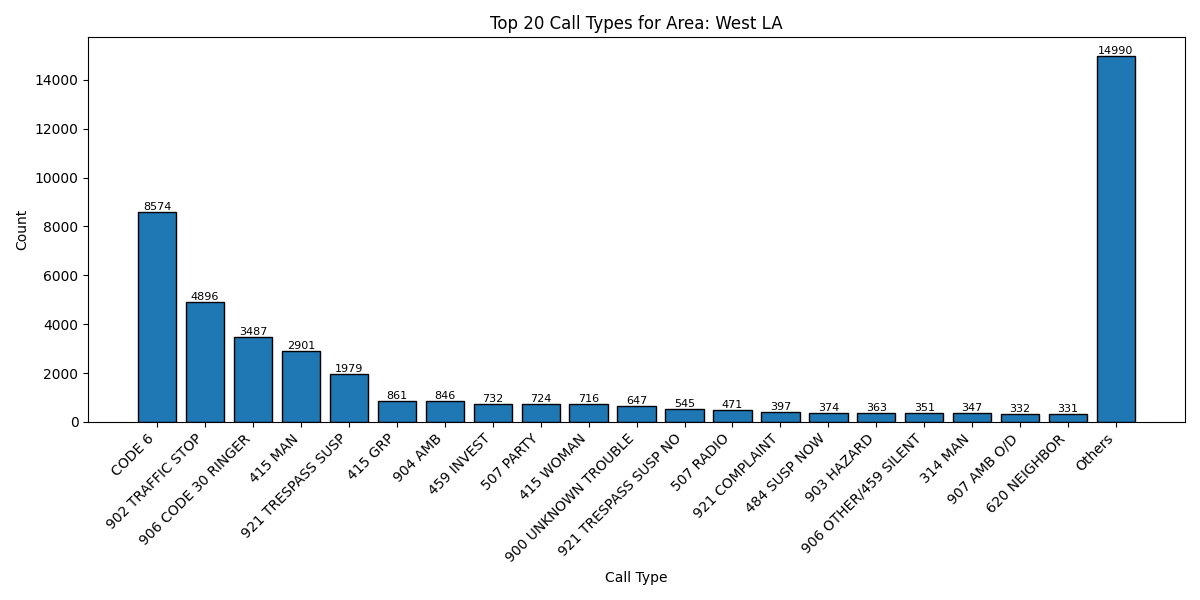 Top 20 Call Types for Area: West LA
Count
14000
12000
10000
8000
6000
4000
2000
0
8574
4896
3487
2901
1979
861
846
732
724
716
647
545
471
397
374
363
351
347
332
331
14990
CODE 6
902 TRAFFIC STOP
906 CODE 30 RINGER
415 MAN
921 TRESPASS SUSP
415 GRP
904 AMB
459 INVEST
507 PARTY
415 WOMAN
900 UNKNOWN TROUBLE
921 TRESPASS SUSP NO
507 RADIO
921 COMPLAINT
484 SUSP NOW
903 HAZARD
906 OTHER/459 SILENT
314 MAN
907 AMB O/D
620 NEIGHBOR
Others
Call Type